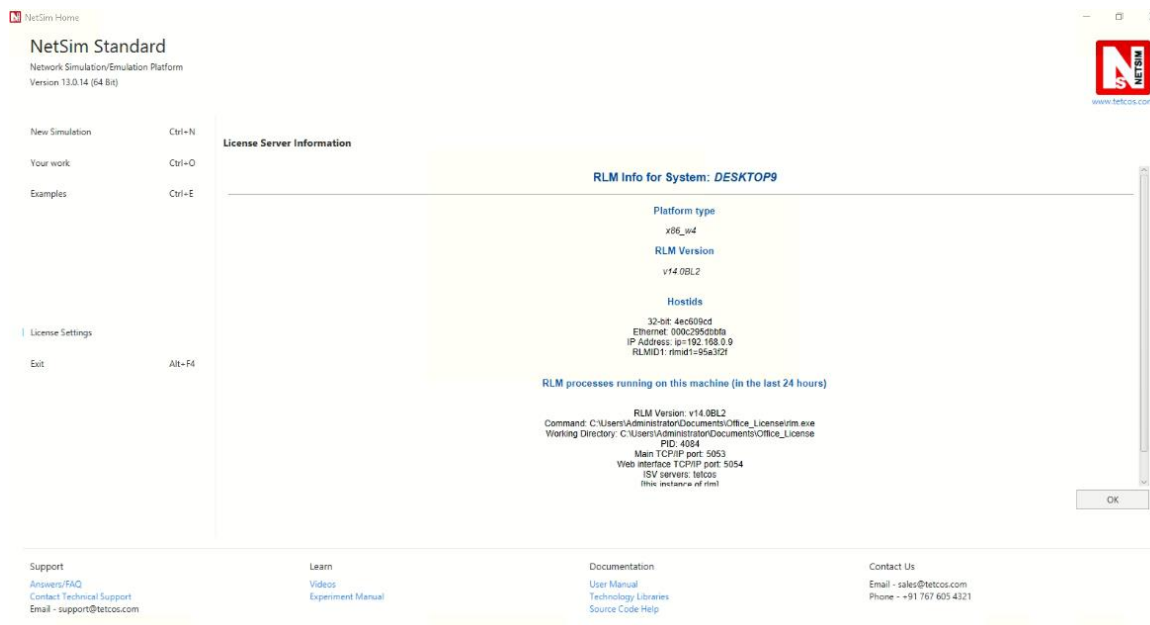 NetSim Home
NetSim Standard
Network Simulation/Emulation Platform
Version 13.0.14 (64 Bit)
NETSIM
www.tetcos.com
New Simulation Ctrl+N
Your work Ctrl+O
Examples Ctrl+E
License Settings
Exit Alt+F4
License Server Information
RLM Info for System: DESKTOP9
Platform type
x86_w4
RLM Version
v14.0BL2
Hostids
32-bit: 4ec609cd
Ethernet: 000c295dbbfa
IP Address: ip=192.168.0.9
RLMID1: rlmid1=95a3f2f
RLM processes running on this machine (in the last 24 hours)
RLM Version: v14.0BL2
Command: C:\Users\Administrator\Documents\Office_License\rlm.exe
Working Directory: C:\Users\Administrator\Documents\Office_License
PID: 4084
Main TCP/IP port: 5053
Web interface TCP/IP port: 5054
ISV servers: tetcos
[this instance of rlm]
OK
Support
Answers/FAQ
Contact Technical Support
Email - support@tetcos.com
Learn
Videos
Experiment Manual
Documentation
User Manual
Technology Libraries
Source Code Help
Contact Us
Email - sales@tetcos.com
Phone - +91 767 605 4321